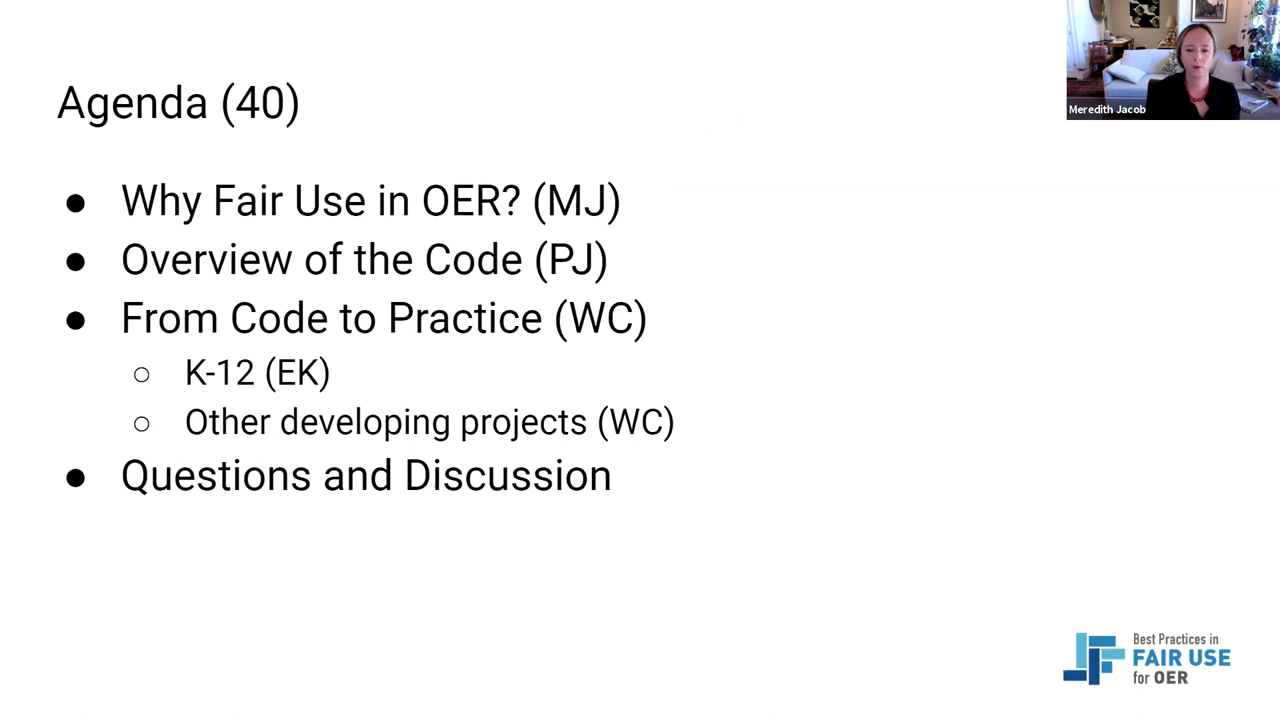 Meredith Jacob
Agenda (40)
● Why Fair Use in OER? (MJ)
● Overview of the Code (PJ)
● From Code to Practice (WC)
○ K-12 (EK)
○ Other developing projects (WC)
● Questions and Discussion
Best Practices in
FAIR USE
for OER